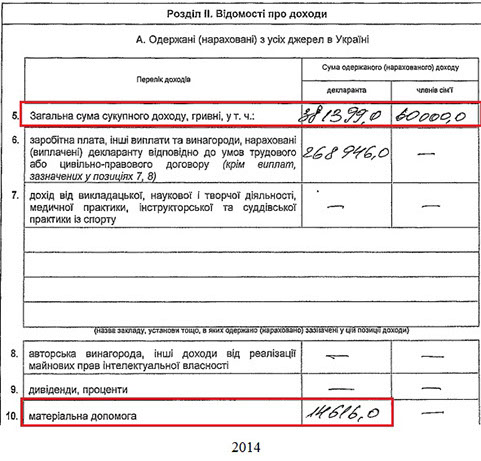 Розділ II. Відомості про доходи
А. Одержані (нараховані) з усіх джерел в Україні
Перелік доходів
Сума одержаного (нарахованого) доходу
декларанта
членів сім'ї
5. Загальна сума сукупного доходу, гривні, у т. ч.: 381399,0 60000,0
6. заробітна плата, інші виплати та винагороди, нараховані
(виплачені) декларанту відповідно до умов трудового
або цивільно-правового договору (крім виплат,
зазначених у позиціях 7, 8)
268 946,0 —
7. дохід від викладацької, наукової і творчої діяльності,
медичної практики, інструкторської та суддівської
практики із спорту
— —
(назва закладу, установи тощо, в яких одержано (нараховано) зазначені у цій позиції доходи)
8. авторська винагорода, інші доходи від реалізації
майнових прав інтелектуальної власності
— —
9. дивіденди, проценти — —
10. матеріальна допомога 14616,0 —
2014